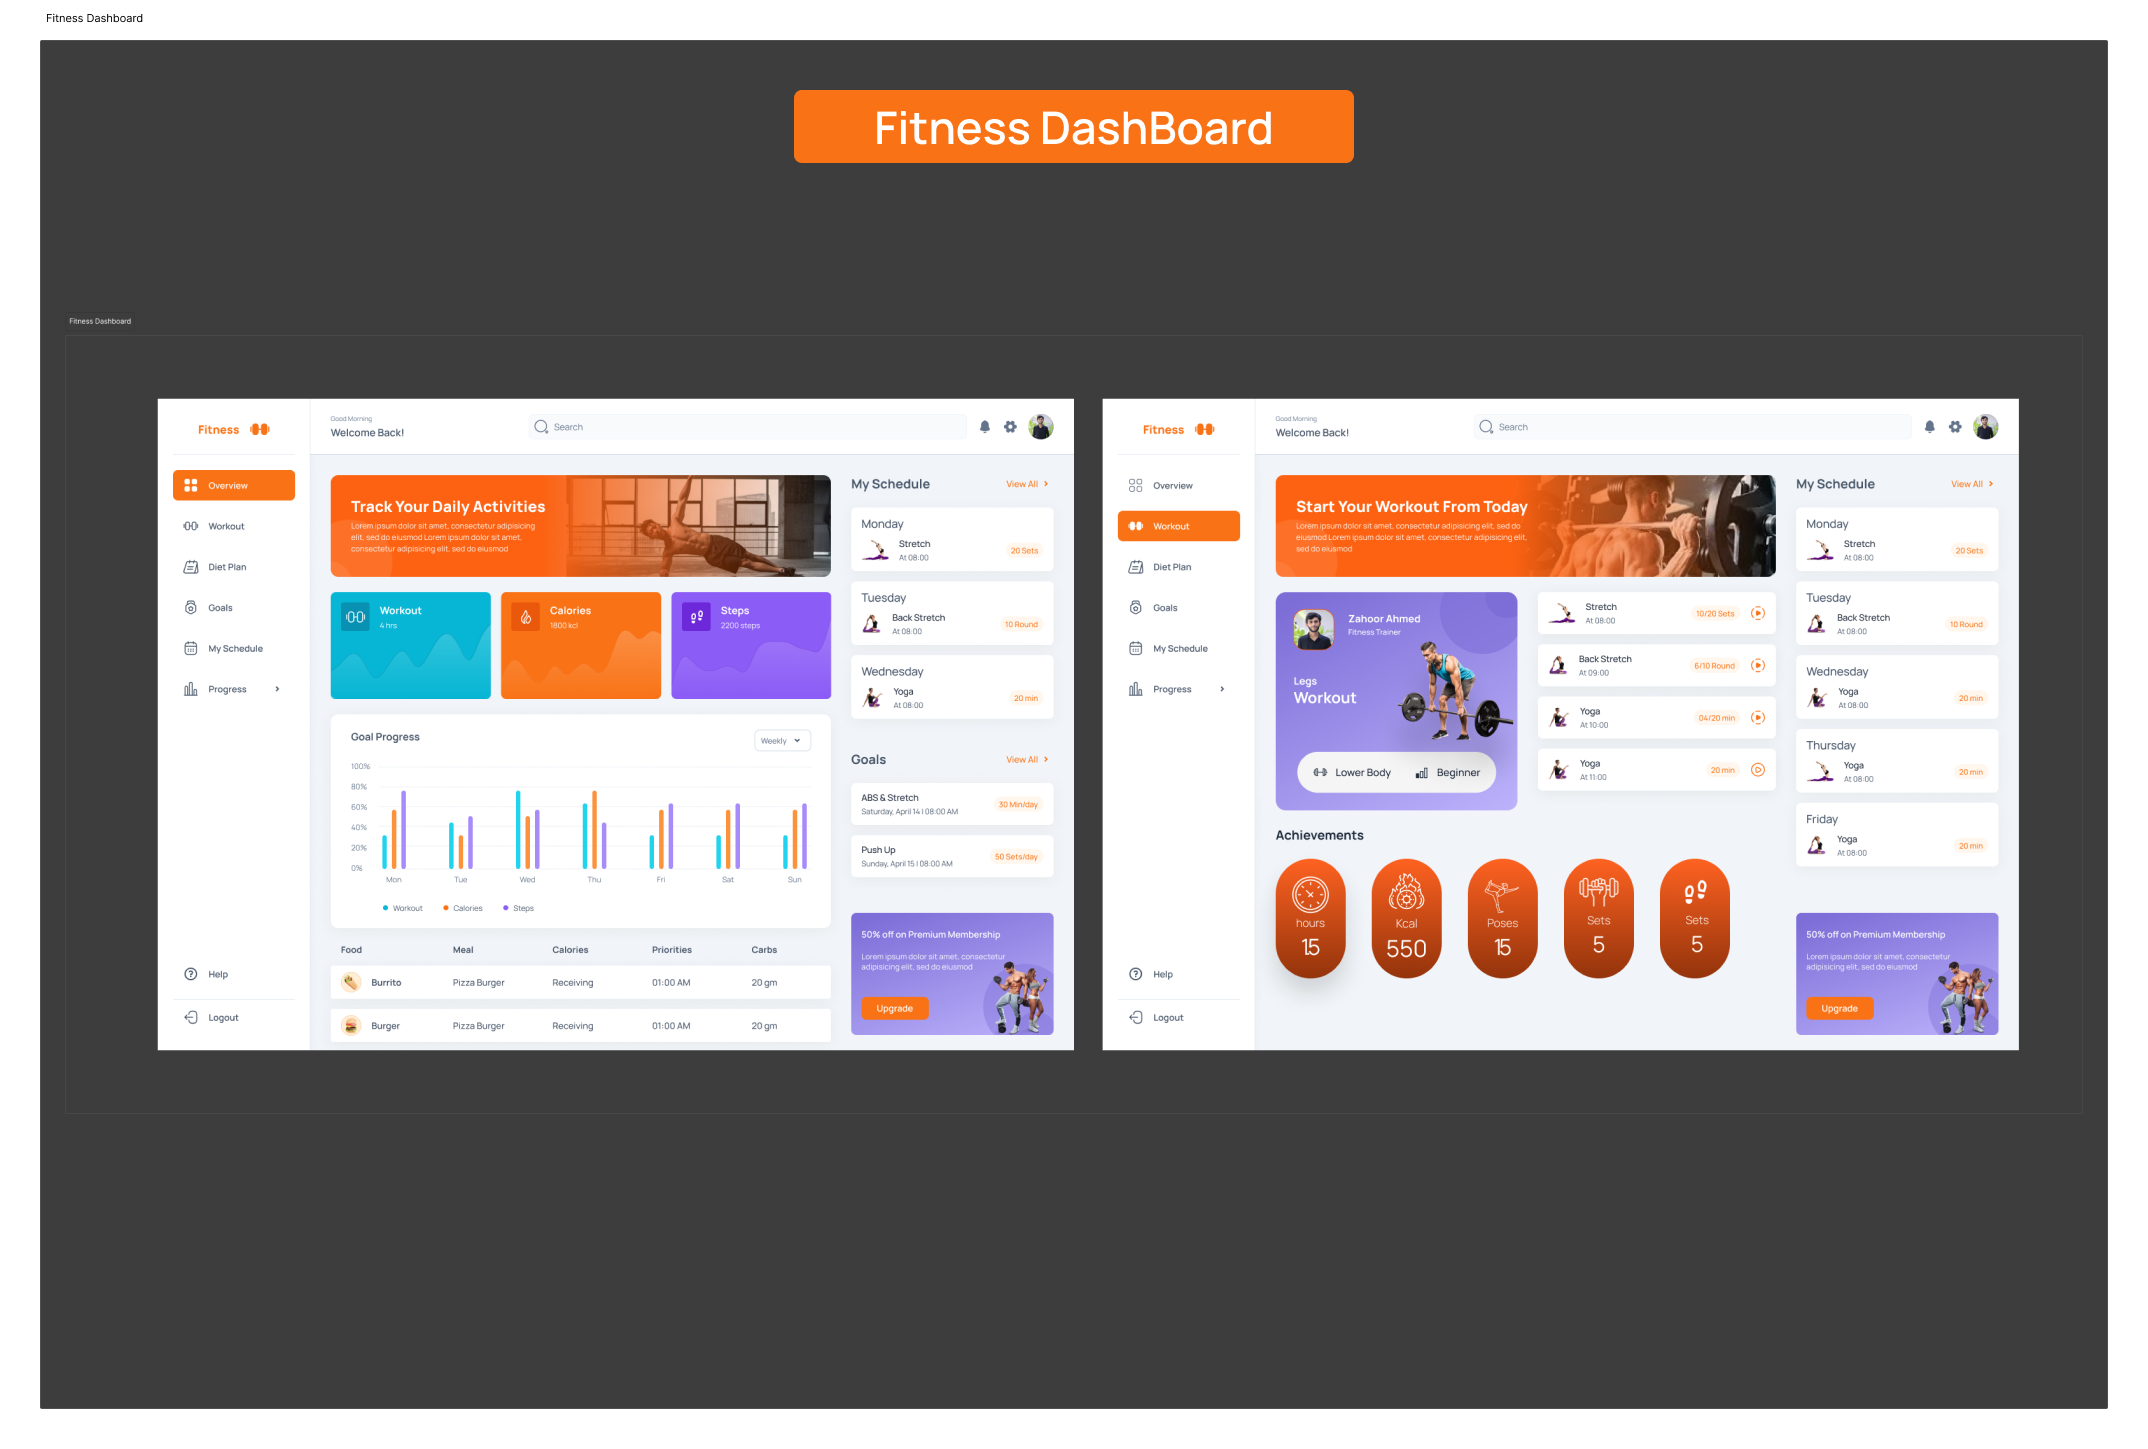 Fitness Dashboard
Fitness DashBoard
Fitness Dashboard
Fitness
Overview
Workout
Diet Plan
Goals
My Schedule
Progress
Help
Logout
Good Morning
Welcome Back!
Search
Track Your Daily Activities
Lorem ipsum dolor sit amet, consectetur adipisicing
elit, sed do eiusmod Lorem ipsum dolor sit amet,
consectetur adipisicing elit, sed do eiusmod
Workout
4 hrs
Calories
1800 kcl
Steps
2200 steps
Goal Progress
Weekly
100%
80%
60%
40%
20%
0%
Mon Tue Wed Thu Fri Sat Sun
Workout Calories Steps
Food Meal Calories Priorities Carbs
Burrito Pizza Burger Receiving 01:00 AM 20 gm
Burger Pizza Burger Receiving 01:00 AM 20 gm
My Schedule View All
Monday
Stretch
At 08:00
20 Sets
Tuesday
Back Stretch
At 08:00
10 Round
Wednesday
Yoga
At 08:00
20 min
Goals View All
ABS & Stretch
Saturday, April 14 | 08:00 AM
30 Min/day
Push Up
Sunday, April 15 | 08:00 AM
50 Sets/day
50% off on Premium Membership
Lorem ipsum dolor sit amet, consectetur
adipisicing elit, sed do eiusmod
Upgrade
Fitness
Overview
Workout
Diet Plan
Goals
My Schedule
Progress
Help
Logout
Good Morning
Welcome Back!
Search
Start Your Workout From Today
Lorem ipsum dolor sit amet, consectetur adipisicing elit, sed do
eiusmod Lorem ipsum dolor sit amet, consectetur adipisicing elit,
sed do eiusmod
Zahoor Ahmed
Fitness Trainer
Legs
Workout
Lower Body Beginner
Stretch
At 08:00
10/20 Sets
Back Stretch
At 09:00
6/10 Round
Yoga
At 10:00
04/20 min
Yoga
At 11:00
20 min
Achievements
hours
15
Kcal
550
Poses
15
Sets
5
Sets
5
My Schedule View All
Monday
Stretch
At 08:00
20 Sets
Tuesday
Back Stretch
At 08:00
10 Round
Wednesday
Yoga
At 08:00
20 min
Thursday
Yoga
At 08:00
20 min
Friday
Yoga
At 08:00
20 min
50% off on Premium Membership
Lorem ipsum dolor sit amet, consectetur
adipisicing elit, sed do eiusmod
Upgrade